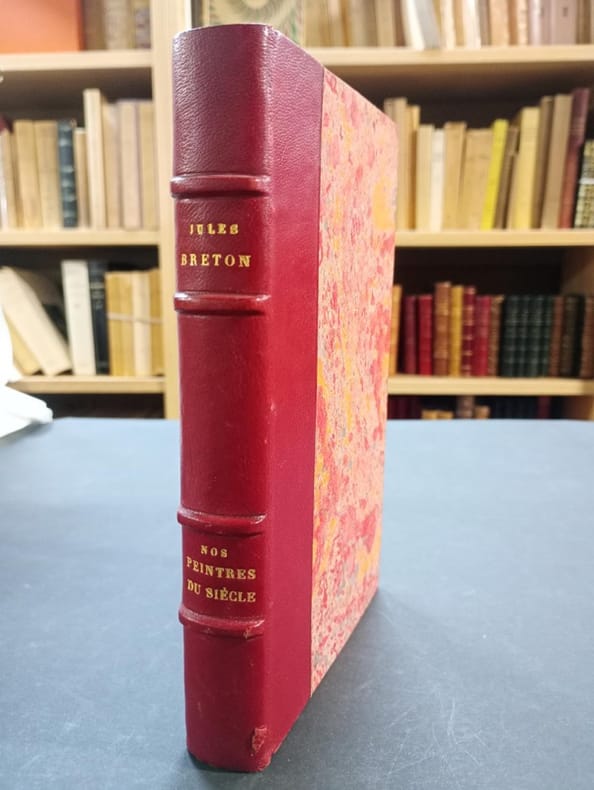 JULES
BRETON
NOS
PEINTRES
DU SIÈCLE